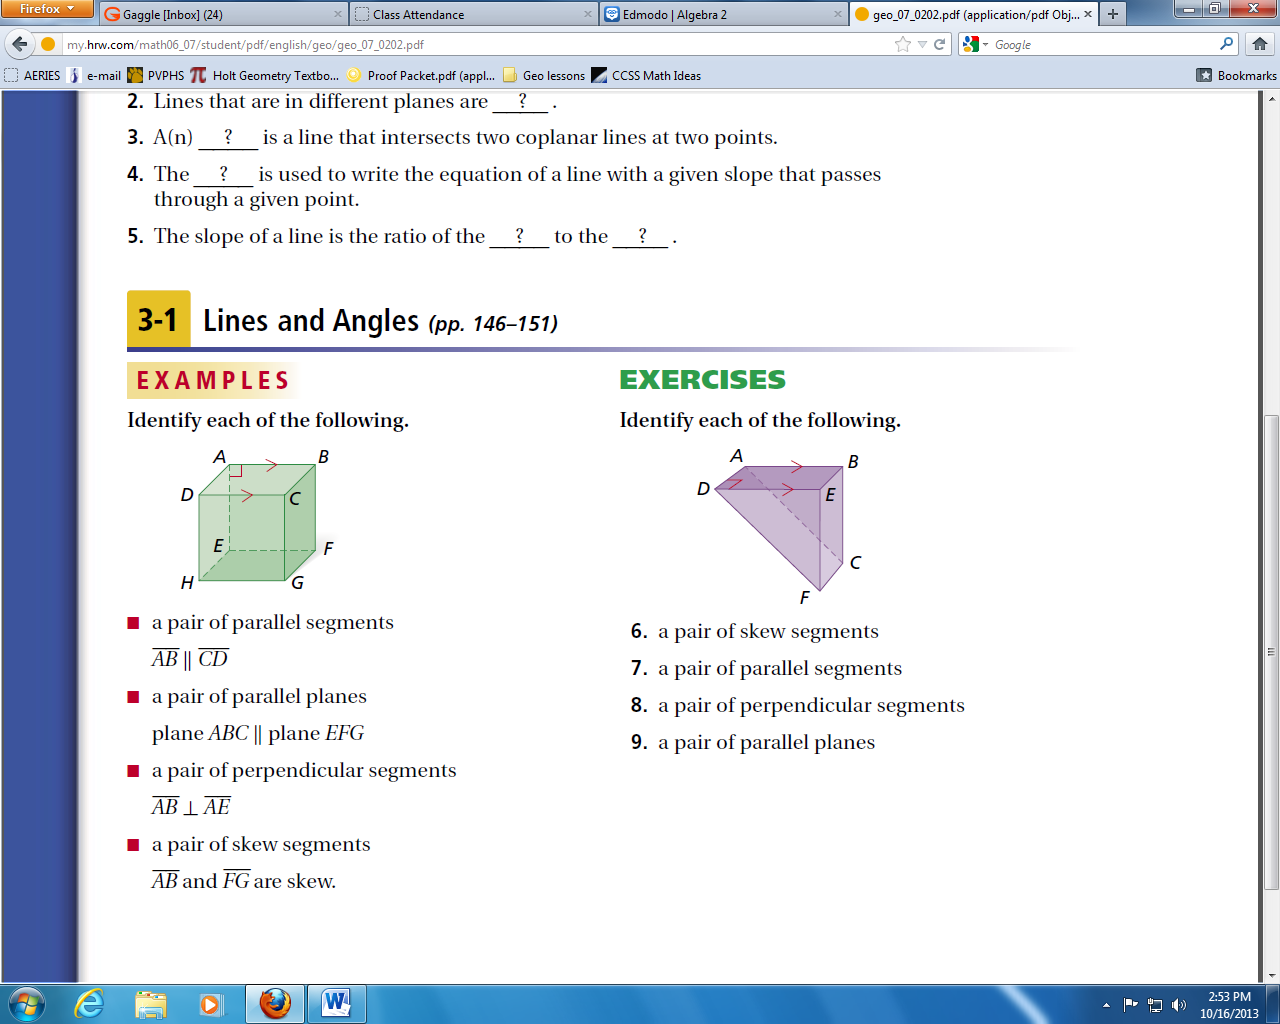 Firefox
Gaggle [Inbox] (24)
Class Attendance
Edmodo | Algebra 2
geo_07_0202.pdf (application/pdf Obj...
my.hrw.com/math06_07/student/pdf/english/geo/geo_07_0202.pdf
Google
AERIES e-mail PVPHS Holt Geometry Textbo... Proof Packet.pdf (appl... Geo lessons CCSS Math Ideas Bookmarks
2. Lines that are in different planes are ? .
3. A(n) ? is a line that intersects two coplanar lines at two points.
4. The ? is used to write the equation of a line with a given slope that passes
through a given point.
5. The slope of a line is the ratio of the ? to the ? .
3-1 Lines and Angles (pp. 146–151)
EXAMPLES
Identify each of the following.
A B
D C
E F
H G
■ a pair of parallel segments
AB || CD
■ a pair of parallel planes
plane ABC || plane EFG
■ a pair of perpendicular segments
AB ⊥ AE
■ a pair of skew segments
AB and FG are skew.
EXERCISES
Identify each of the following.
A B
D E
C
F
6. a pair of skew segments
7. a pair of parallel segments
8. a pair of perpendicular segments
9. a pair of parallel planes
2:53 PM
10/16/2013